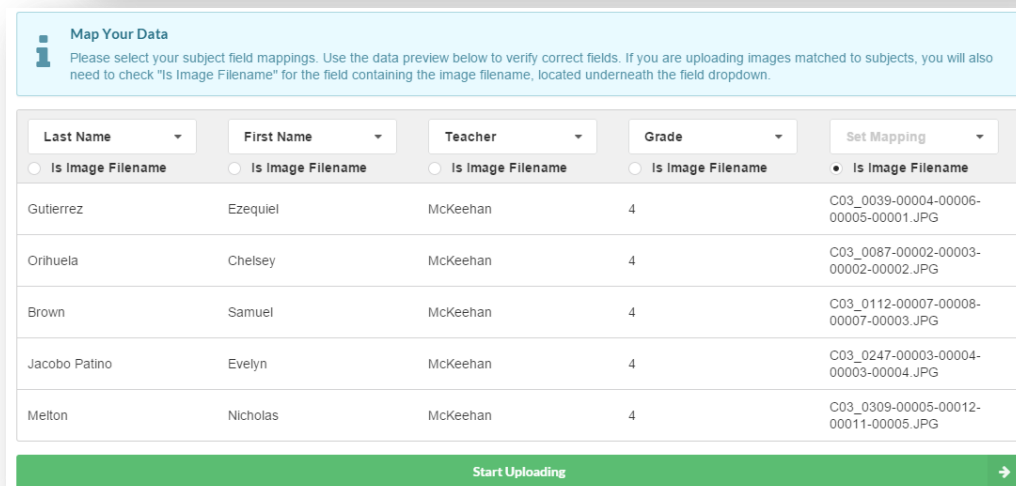 Map Your Data
Please select your subject field mappings. Use the data preview below to verify correct fields. If you are uploading images matched to subjects, you will also
need to check "Is Image Filename" for the field containing the image filename, located underneath the field dropdown.
Last Name First Name Teacher Grade Set Mapping
Is Image Filename Is Image Filename Is Image Filename Is Image Filename Is Image Filename
Gutierrez Ezequiel McKeehan 4 C03_0039-00004-00006-
00005-00001.JPG
Orihuela Chelsey McKeehan 4 C03_0087-00002-00003-
00002-00002.JPG
Brown Samuel McKeehan 4 C03_0112-00007-00008-
00007-00003.JPG
Jacobo Patino Evelyn McKeehan 4 C03_0247-00003-00004-
00003-00004.JPG
Melton Nicholas McKeehan 4 C03_0309-00005-00012-
00011-00005.JPG
Start Uploading